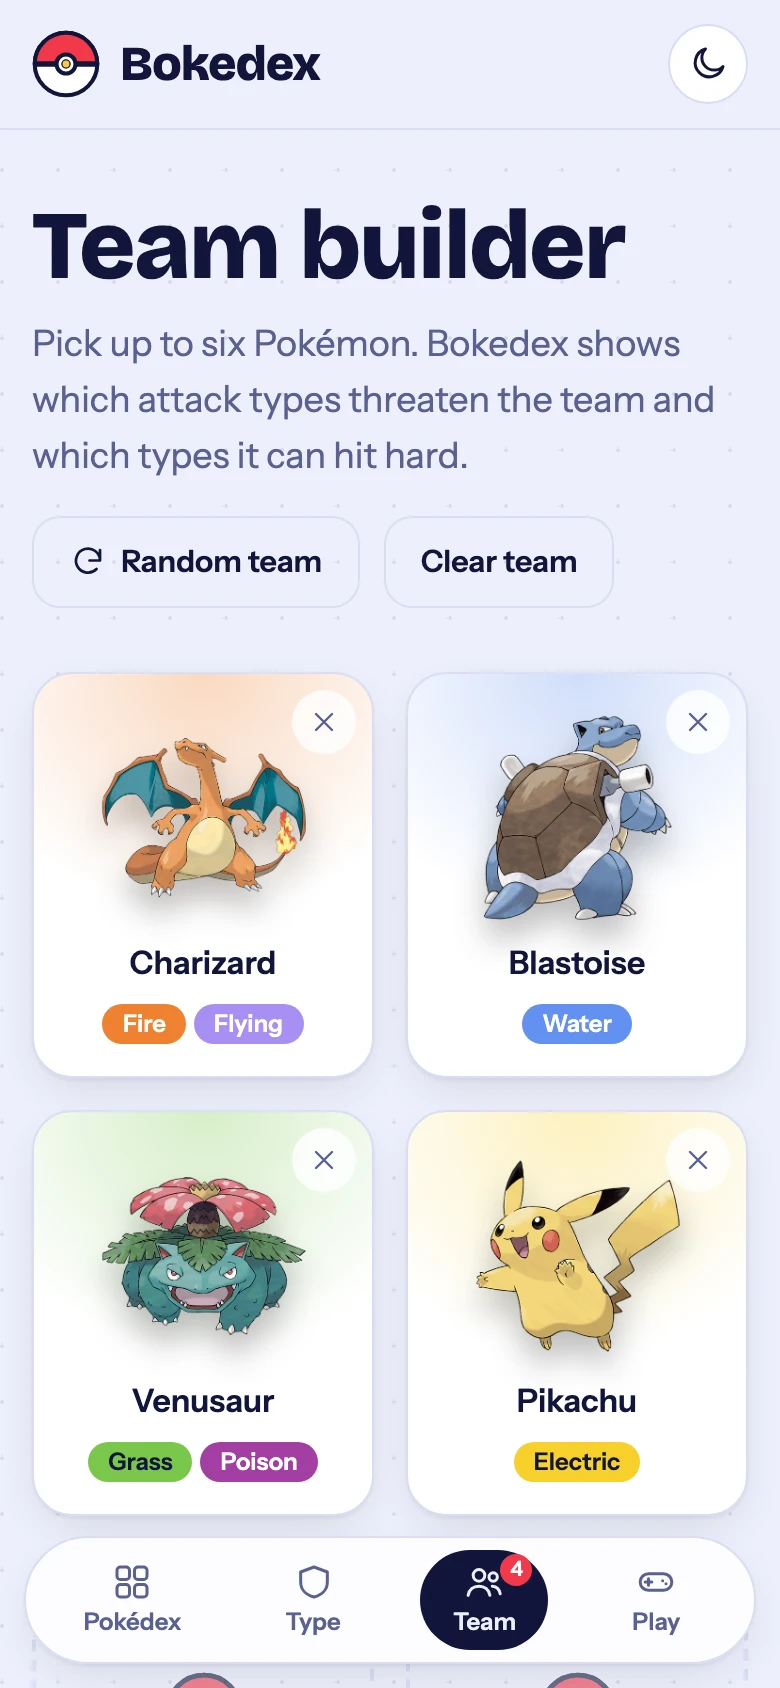 Bokedex
Team builder
Pick up to six Pokémon. Bokedex shows
which attack types threaten the team and
which types it can hit hard.
Random team
Clear team
Charizard
Fire
Flying
Blastoise
Water
Venusaur
Grass
Poison
Pikachu
Electric
Pokédex
Type
4
Team
Play